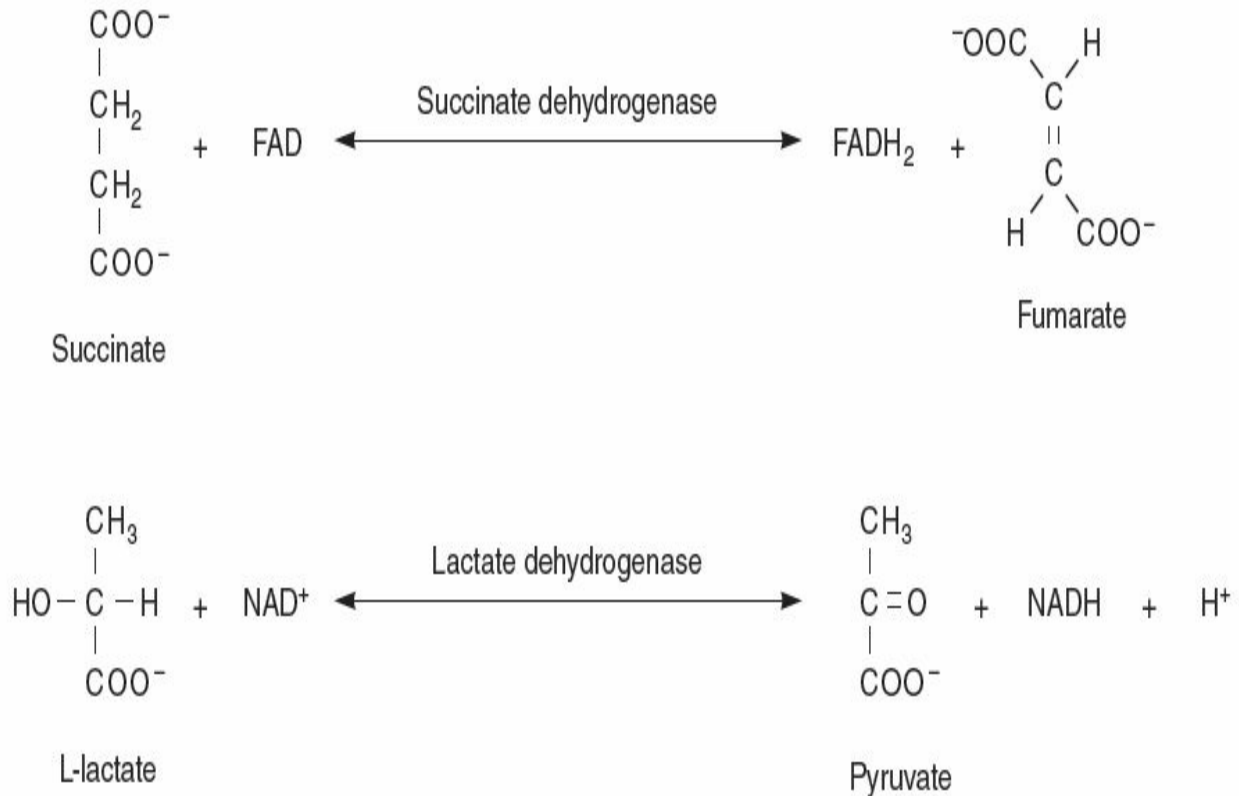 COO⁻
|
CH₂
|
CH₂
|
COO⁻
Succinate
+ FAD
Succinate dehydrogenase
FADH₂ +
⁻OOC H
C
||
C
H COO⁻
Fumarate
CH₃
|
HO – C – H + NAD⁺
|
COO⁻
L-lactate
Lactate dehydrogenase
CH₃
|
C = O + NADH + H⁺
|
COO⁻
Pyruvate